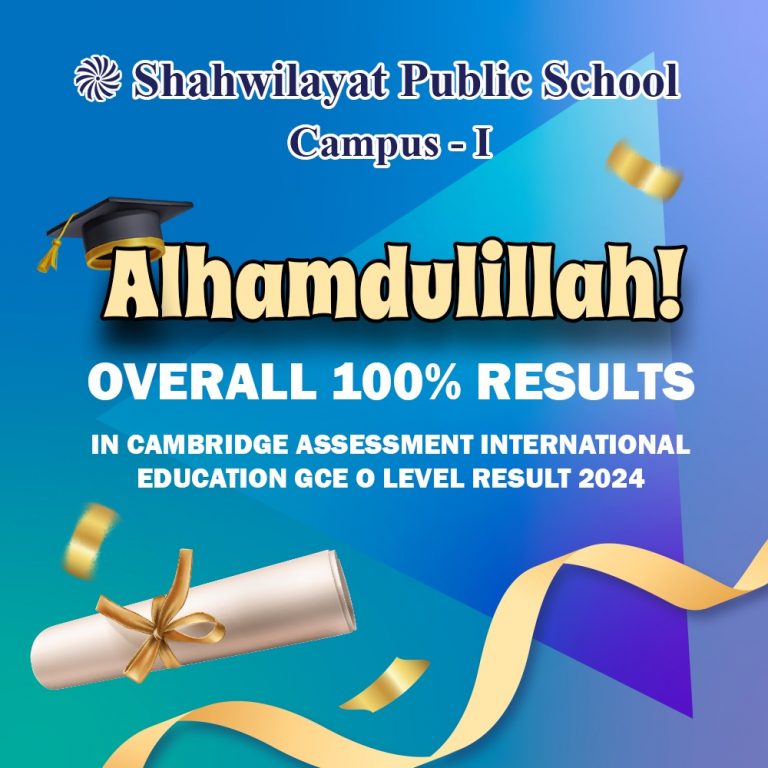 Shahwilayat Public School
Campus - I
Alhamdulillah!
OVERALL 100% RESULTS
IN CAMBRIDGE ASSESSMENT INTERNATIONAL
EDUCATION GCE O LEVEL RESULT 2024